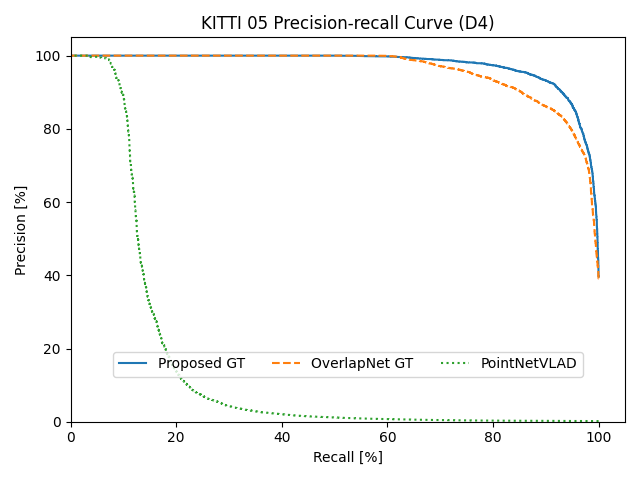 KITTI 05 Precision-recall Curve (D4)
100
80
60
40
20
0
Precision [%]
Proposed GT
OverlapNet GT
PointNetVLAD
0 20 40 60 80 100
Recall [%]